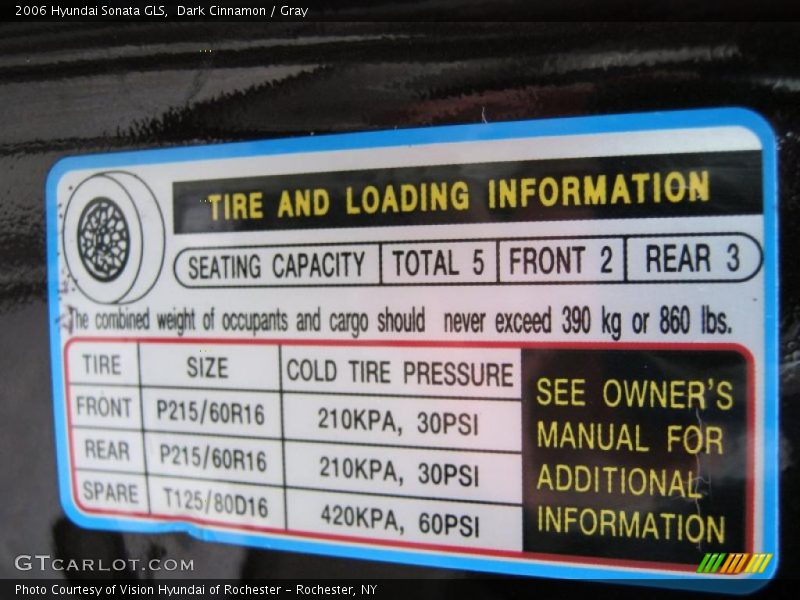 2006 Hyundai Sonata GLS,  Dark Cinnamon / Gray
TIRE AND LOADING INFORMATION
SEATING CAPACITY TOTAL 5 FRONT 2 REAR 3
The combined weight of occupants and cargo should never exceed 390 kg or 860 lbs.
TIRE SIZE COLD TIRE PRESSURE
FRONT P215/60R16 210KPA, 30PSI
REAR P215/60R16 210KPA, 30PSI
SPARE T125/80D16 420KPA, 60PSI
SEE OWNER'S
MANUAL FOR
ADDITIONAL
INFORMATION
GTCARLOT.COM
Photo Courtesy of Vision Hyundai of Rochester – Rochester, NY